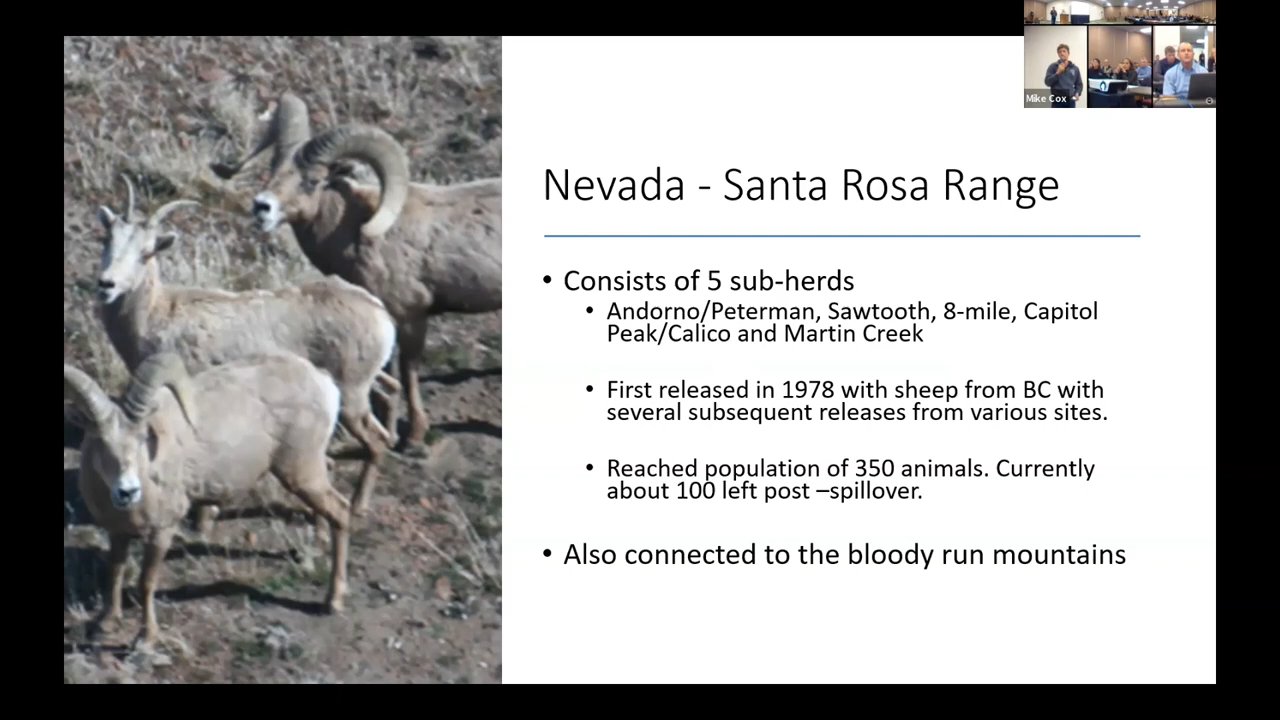 Mike Cox
Nevada - Santa Rosa Range
• Consists of 5 sub-herds
• Andorno/Peterman, Sawtooth, 8-mile, Capitol
Peak/Calico and Martin Creek
• First released in 1978 with sheep from BC with
several subsequent releases from various sites.
• Reached population of 350 animals. Currently
about 100 left post –spillover.
• Also connected to the bloody run mountains